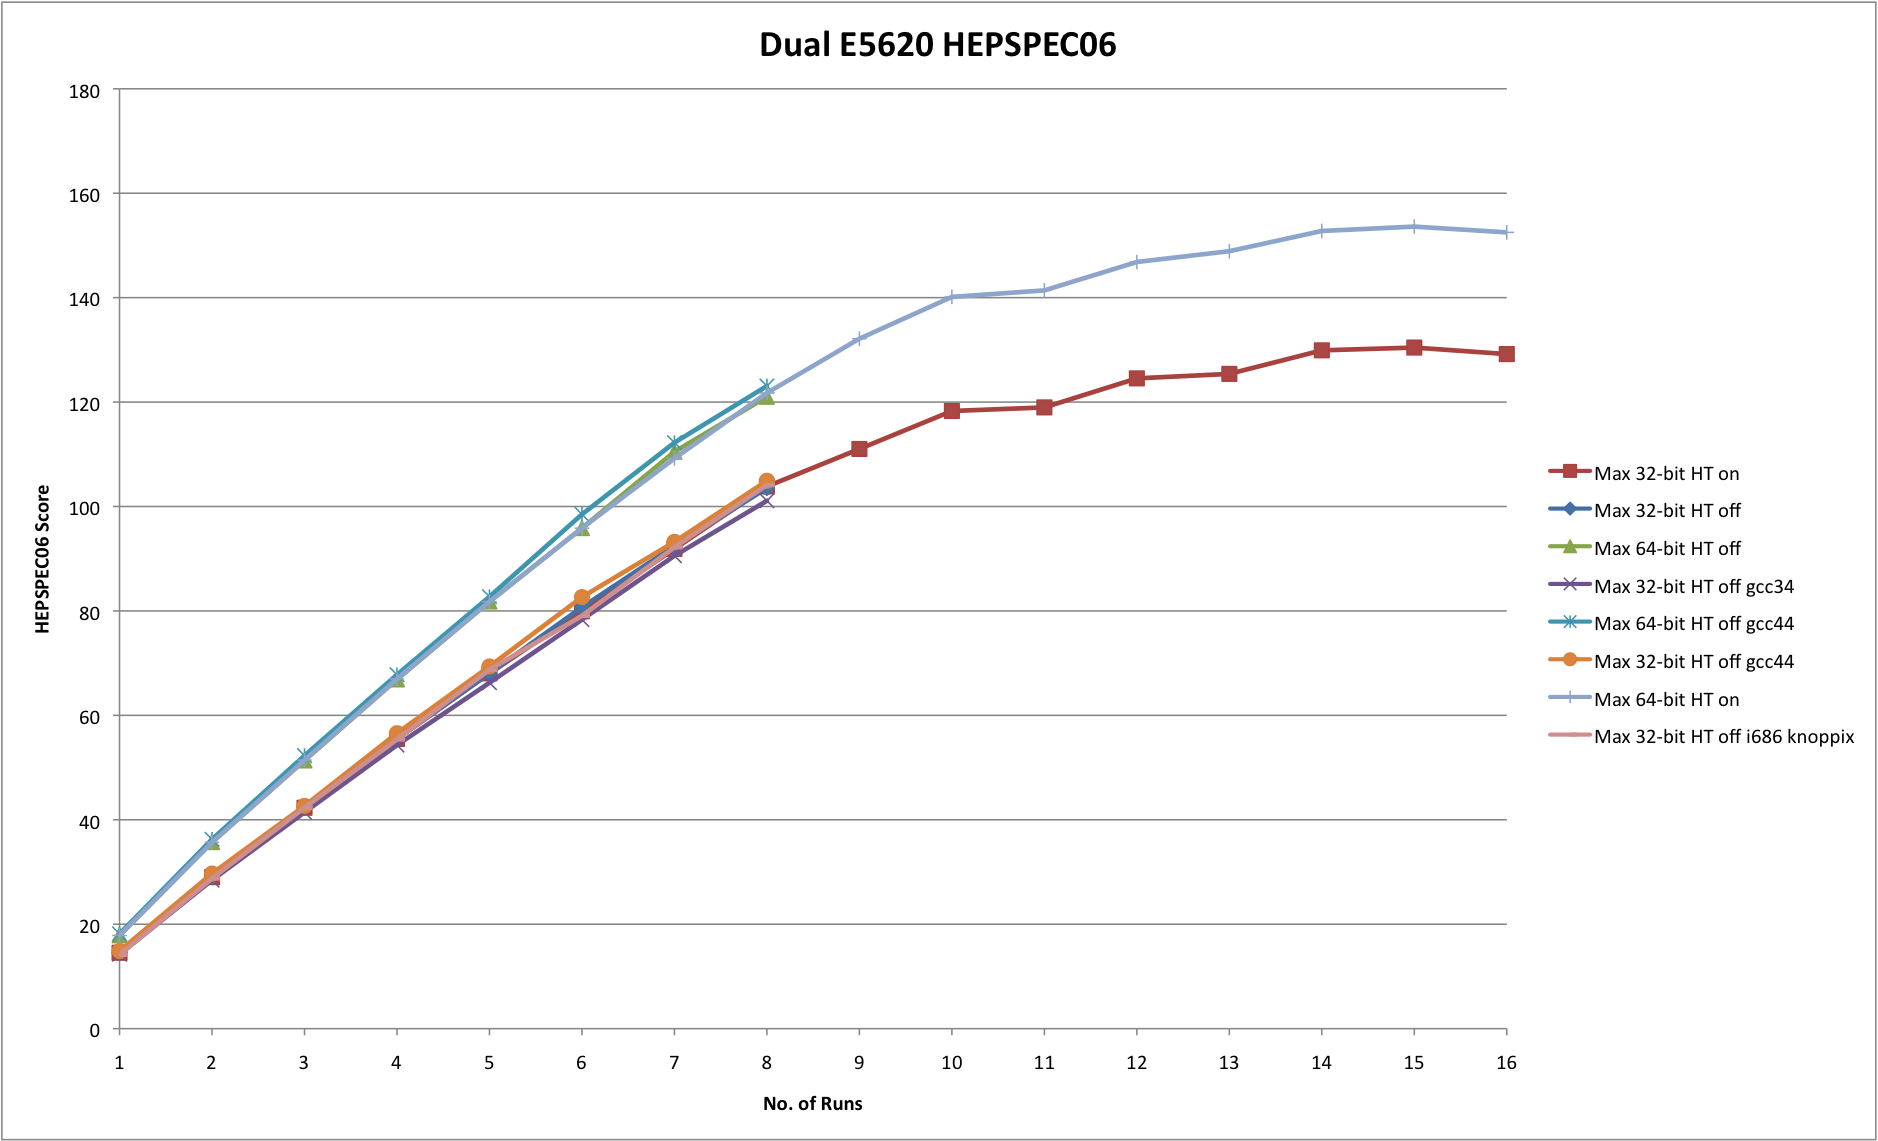 Dual E5620 HEPSPEC06
180
160
140
120
100
80
60
40
20
0
HEPSPEC06 Score
1 2 3 4 5 6 7 8 9 10 11 12 13 14 15 16
No. of Runs
Max 32-bit HT on
Max 32-bit HT off
Max 64-bit HT off
Max 32-bit HT off gcc34
Max 64-bit HT off gcc44
Max 32-bit HT off gcc44
Max 64-bit HT on
Max 32-bit HT off i686 knoppix